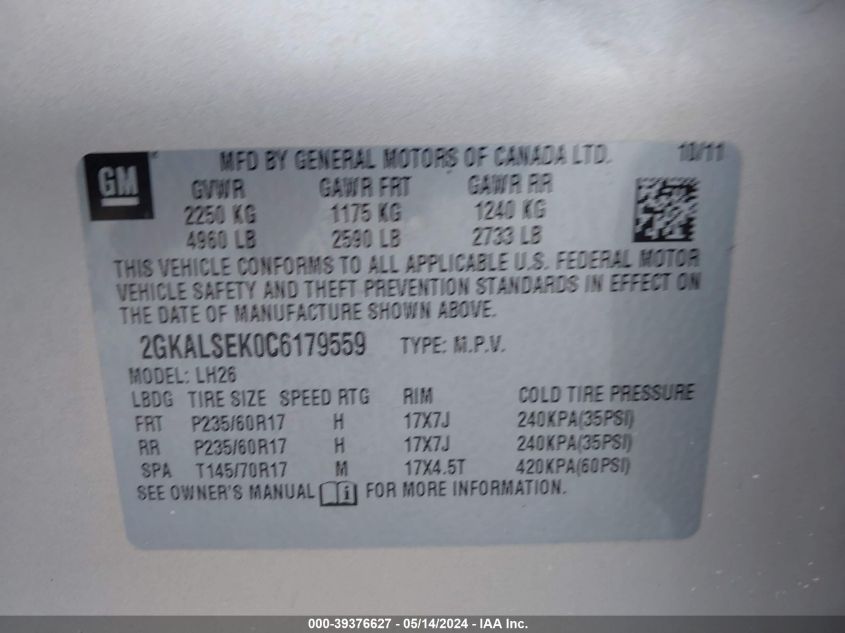 GM
MFD BY GENERAL MOTORS OF CANADA LTD. 10/11
GVWR GAWR FRT GAWR RR
2250 KG 1175 KG 1240 KG
4960 LB 2590 LB 2733 LB
THIS VEHICLE CONFORMS TO ALL APPLICABLE U.S. FEDERAL MOTOR
VEHICLE SAFETY AND THEFT PREVENTION STANDARDS IN EFFECT ON
THE DATE OF MANUFACTURE SHOWN ABOVE.
2GKALSEK0C6179559 TYPE: M.P.V.
MODEL: LH26
LBDG TIRE SIZE SPEED RTG RIM COLD TIRE PRESSURE
FRT P235/60R17 H 17X7J 240KPA(35PSI)
RR P235/60R17 H 17X7J 240KPA(35PSI)
SPA T145/70R17 M 17X4.5T 420KPA(60PSI)
SEE OWNER'S MANUAL i FOR MORE INFORMATION.
000-39376627 - 05/14/2024 - IAA Inc.